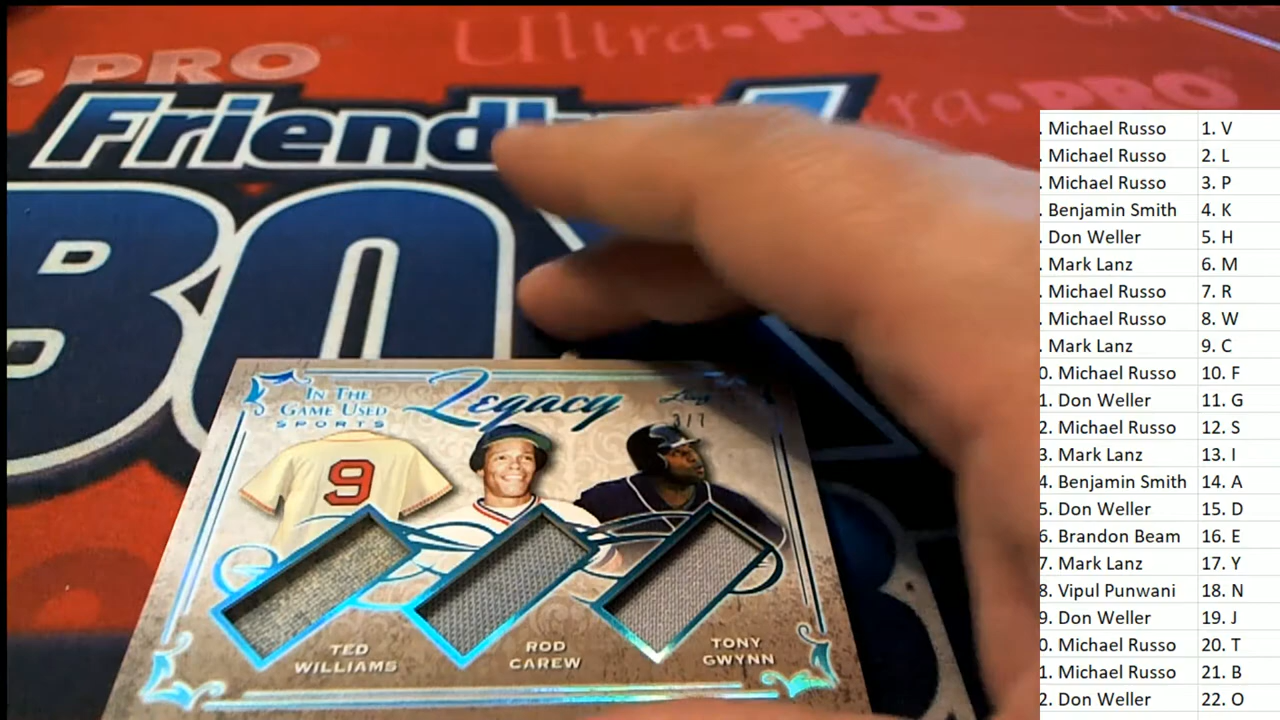 PRO
Ultra PRO
ra PRO
Friendly
BO
IN THE
GAME USED
SPORTS
Legacy
3/7
9
TED
WILLIAMS
ROD
CAREW
TONY
GWYNN
. Michael Russo 1. V
. Michael Russo 2. L
. Michael Russo 3. P
. Benjamin Smith 4. K
. Don Weller 5. H
. Mark Lanz 6. M
. Michael Russo 7. R
. Michael Russo 8. W
. Mark Lanz 9. C
0. Michael Russo 10. F
1. Don Weller 11. G
2. Michael Russo 12. S
3. Mark Lanz 13. I
4. Benjamin Smith 14. A
5. Don Weller 15. D
6. Brandon Beam 16. E
7. Mark Lanz 17. Y
8. Vipul Punwani 18. N
9. Don Weller 19. J
0. Michael Russo 20. T
1. Michael Russo 21. B
2. Don Weller 22. O